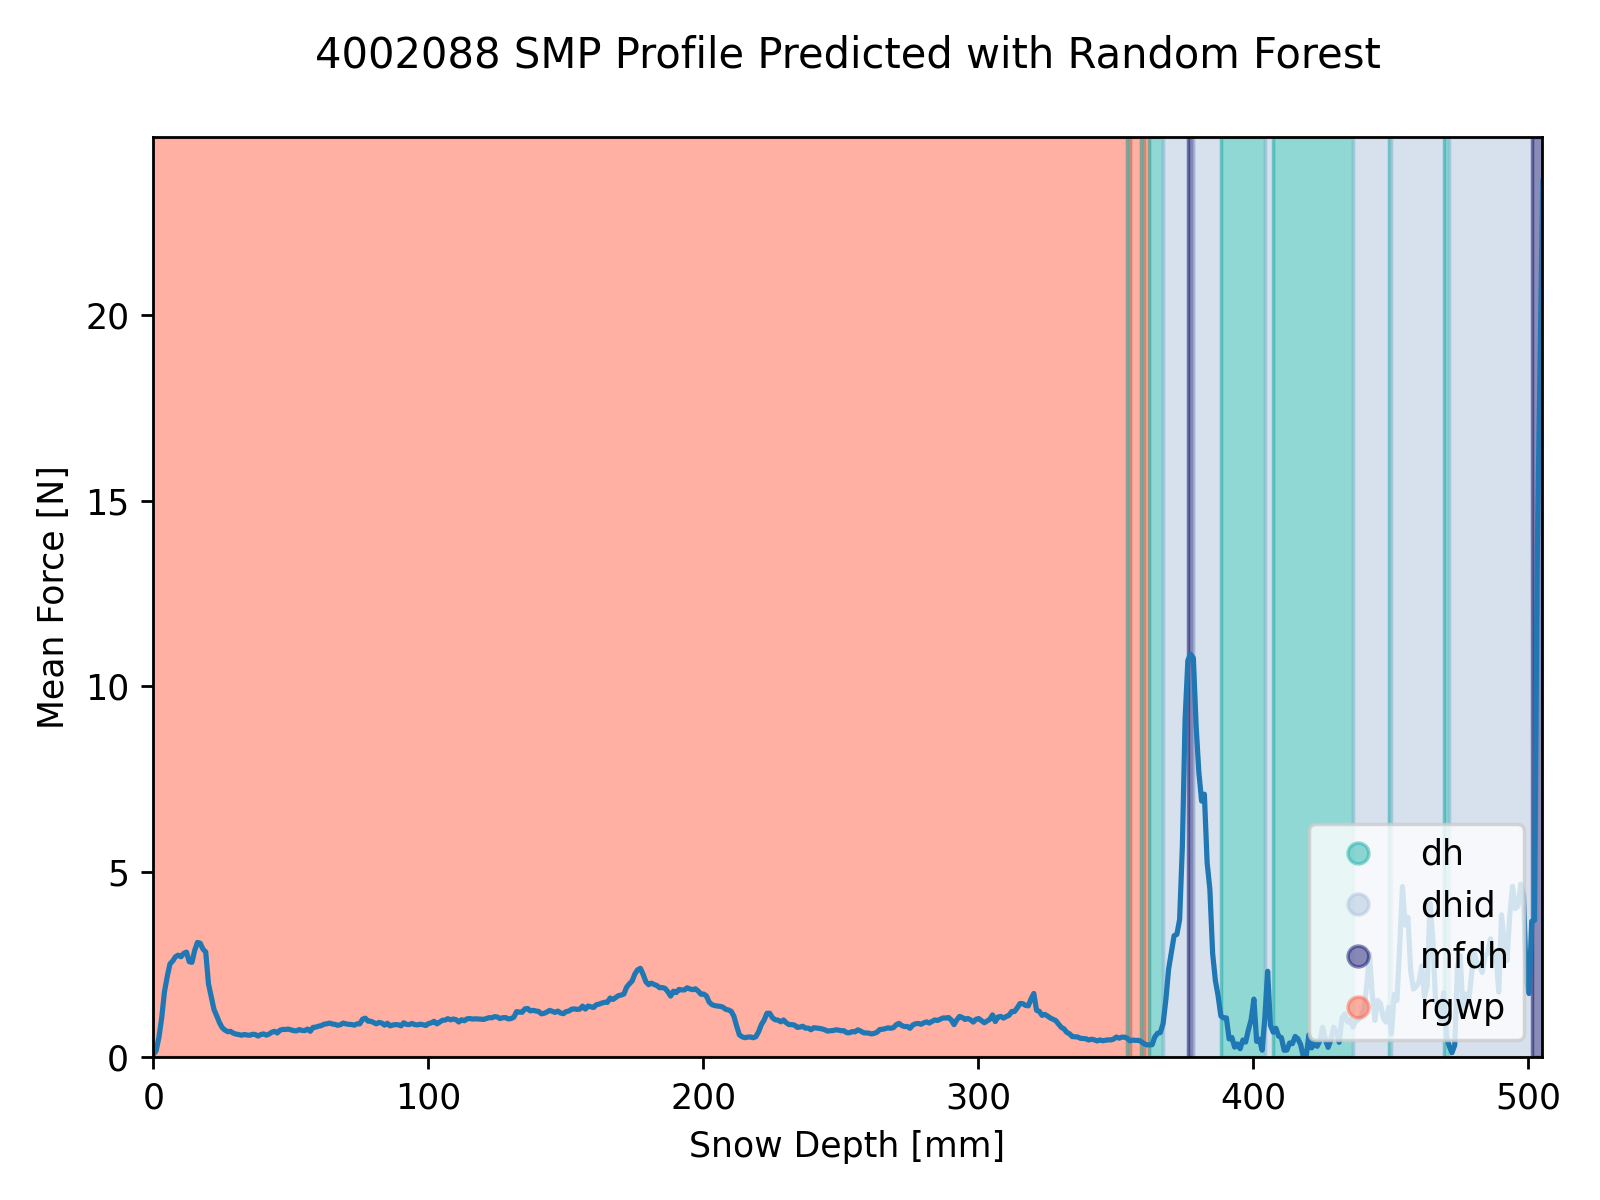 4002088 SMP Profile Predicted with Random Forest
20
15
10
5
0
Mean Force [N]
dh
dhid
mfdh
rgwp
0 100 200 300 400 500
Snow Depth [mm]